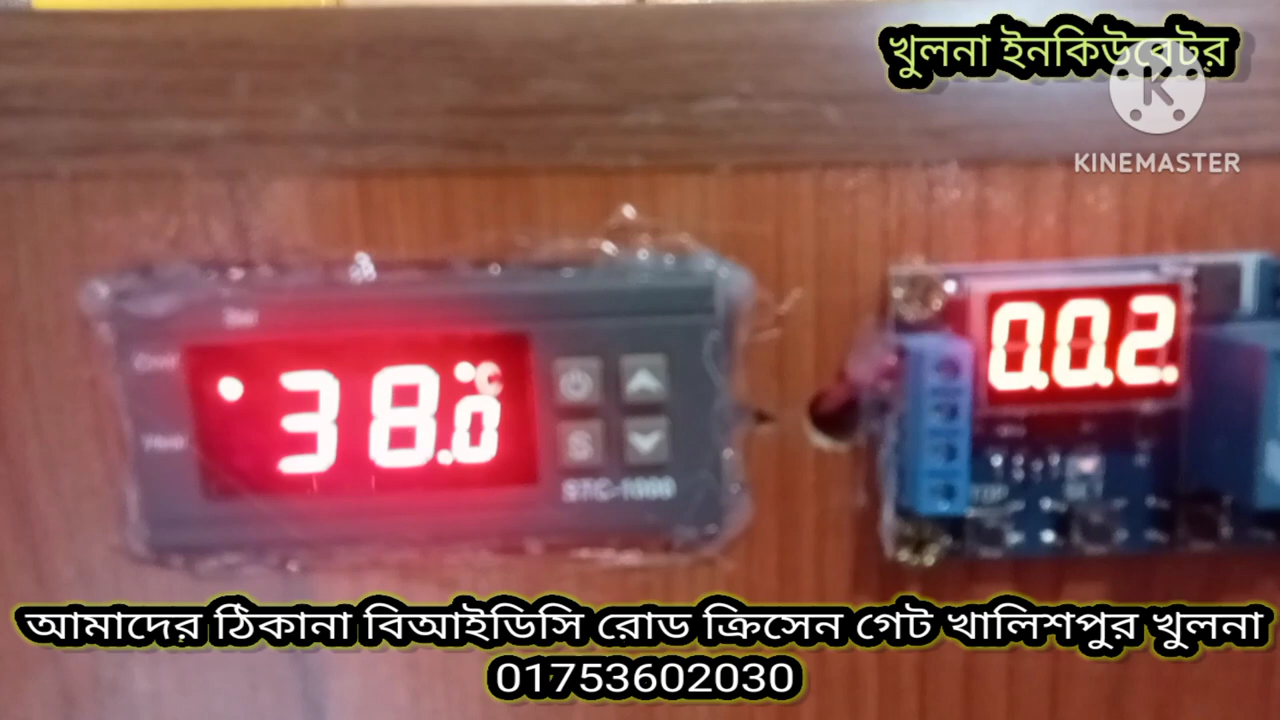 খুলনা ইনকিউবেটর
K
KINEMASTER
38.0 °C
S
STC-1000
0.0.2.
আমাদের ঠিকানা বিআইডিসি রোড ক্রিসেন গেট খালিশপুর খুলনা
01753602030